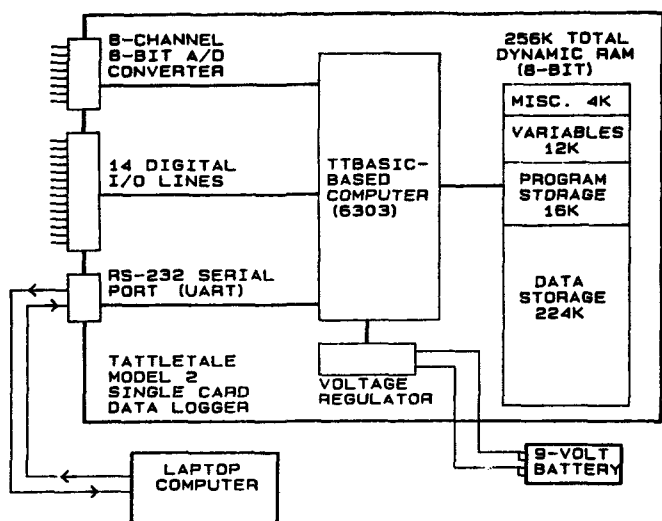 8-CHANNEL
8-BIT A/D
CONVERTER
256K TOTAL
DYNAMIC RAM
(8-BIT)
MISC. 4K
VARIABLES
12K
PROGRAM
STORAGE
16K
DATA
STORAGE
224K
14 DIGITAL
I/O LINES
TTBASIC-
BASED
COMPUTER
(6303)
RS-232 SERIAL
PORT (UART)
TATTLETALE
MODEL 2
SINGLE CARD
DATA LOGGER
VOLTAGE
REGULATOR
9-VOLT
BATTERY
LAPTOP
COMPUTER